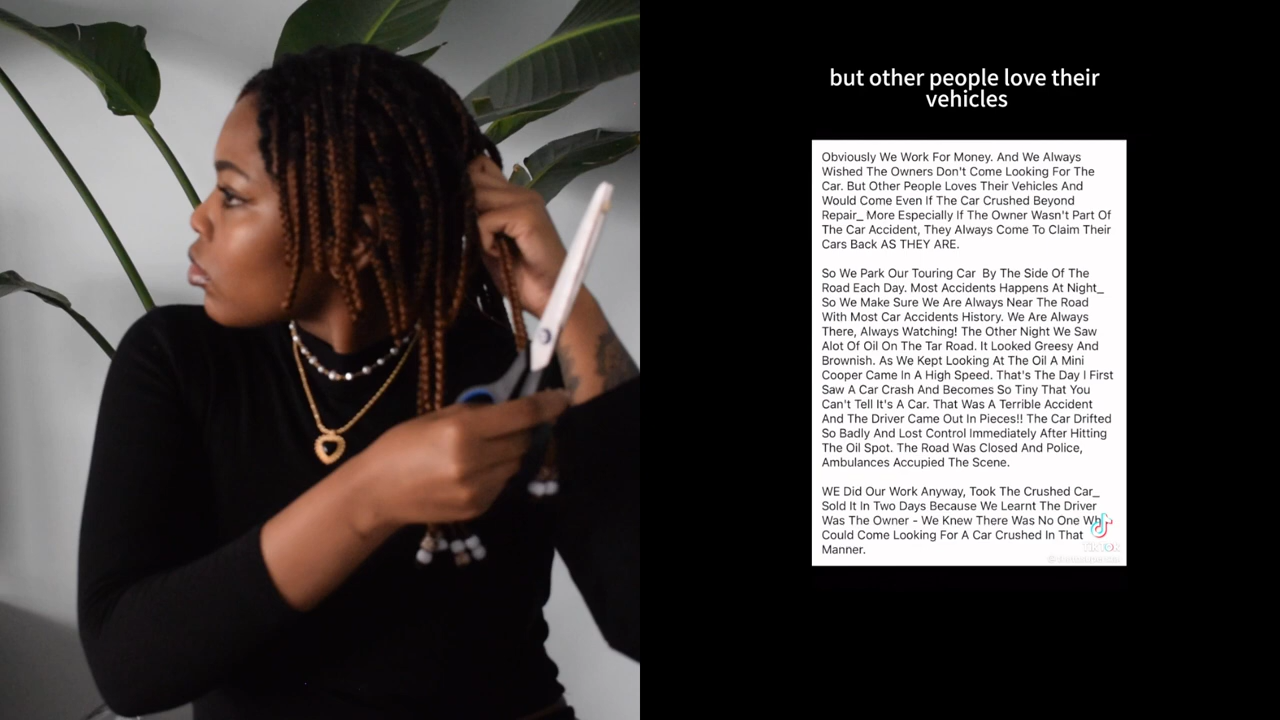 but other people love their
vehicles
Obviously We Work For Money. And We Always
Wished The Owners Don't Come Looking For The
Car. But Other People Loves Their Vehicles And
Would Come Even If The Car Crushed Beyond
Repair_ More Especially If The Owner Wasn't Part Of
The Car Accident, They Always Come To Claim Their
Cars Back AS THEY ARE.
So We Park Our Touring Car By The Side Of The
Road Each Day. Most Accidents Happens At Night_
So We Make Sure We Are Always Near The Road
With Most Car Accidents History. We Are Always
There, Always Watching! The Other Night We Saw
Alot Of Oil On The Tar Road. It Looked Greesy And
Brownish. As We Kept Looking At The Oil A Mini
Cooper Came In A High Speed. That's The Day I First
Saw A Car Crash And Becomes So Tiny That You
Can't Tell It's A Car. That Was A Terrible Accident
And The Driver Came Out In Pieces!! The Car Drifted
So Badly And Lost Control Immediately After Hitting
The Oil Spot. The Road Was Closed And Police,
Ambulances Accupied The Scene.
WE Did Our Work Anyway, Took The Crushed Car_
Sold It In Two Days Because We Learnt The Driver
Was The Owner - We Knew There Was No One Wh
Could Come Looking For A Car Crushed In That
Manner.